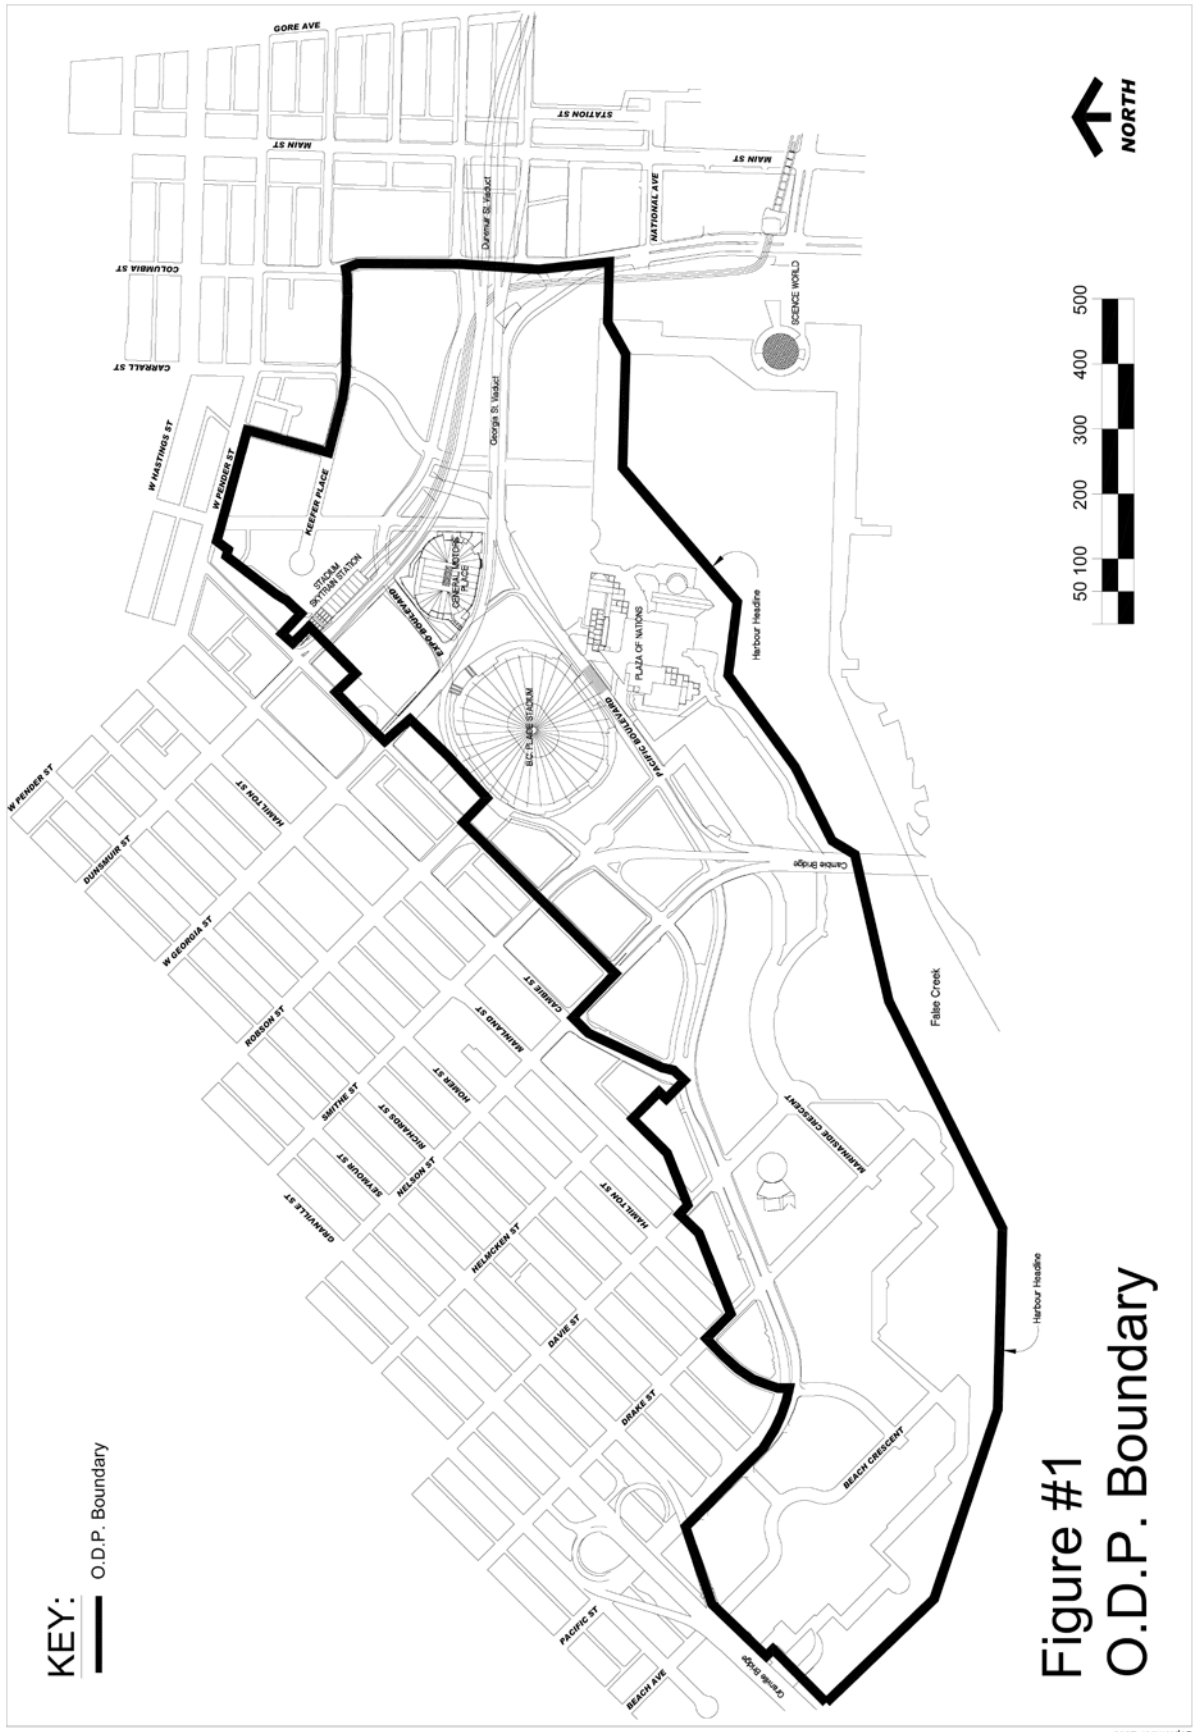 KEY:
O.D.P. Boundary
W PENDER ST
DUNSMUIR ST
W GEORGIA ST
ROBSON ST
SMITHE ST
NELSON ST
HELMCKEN ST
DAVIE ST
DRAKE ST
PACIFIC ST
BEACH AVE
GRANVILLE ST
SEYMOUR ST
RICHARDS ST
HOMER ST
MAINLAND ST
CAMBIE ST
HAMILTON ST
HAMILTON ST
W HASTINGS ST
W PENDER ST
KEEFER PLACE
CARRALL ST
COLUMBIA ST
MAIN ST
GORE AVE
STATION ST
MAIN ST
NATIONAL AVE
Dunsmuir St. Viaduct
Georgia St. Viaduct
STADIUM
SKYTRAIN STATION
EXPO BOULEVARD
GENERAL MOTORS
PLACE
B.C. PLACE STADIUM
PACIFIC BOULEVARD
PLAZA OF NATIONS
SCIENCE WORLD
Harbour Headline
Cambie Bridge
False Creek
MARINASIDE CRESCENT
BEACH CRESCENT
Granville Bridge
Harbour Headline
NORTH
50 100 200 300 400 500
Figure #1
O.D.P. Boundary